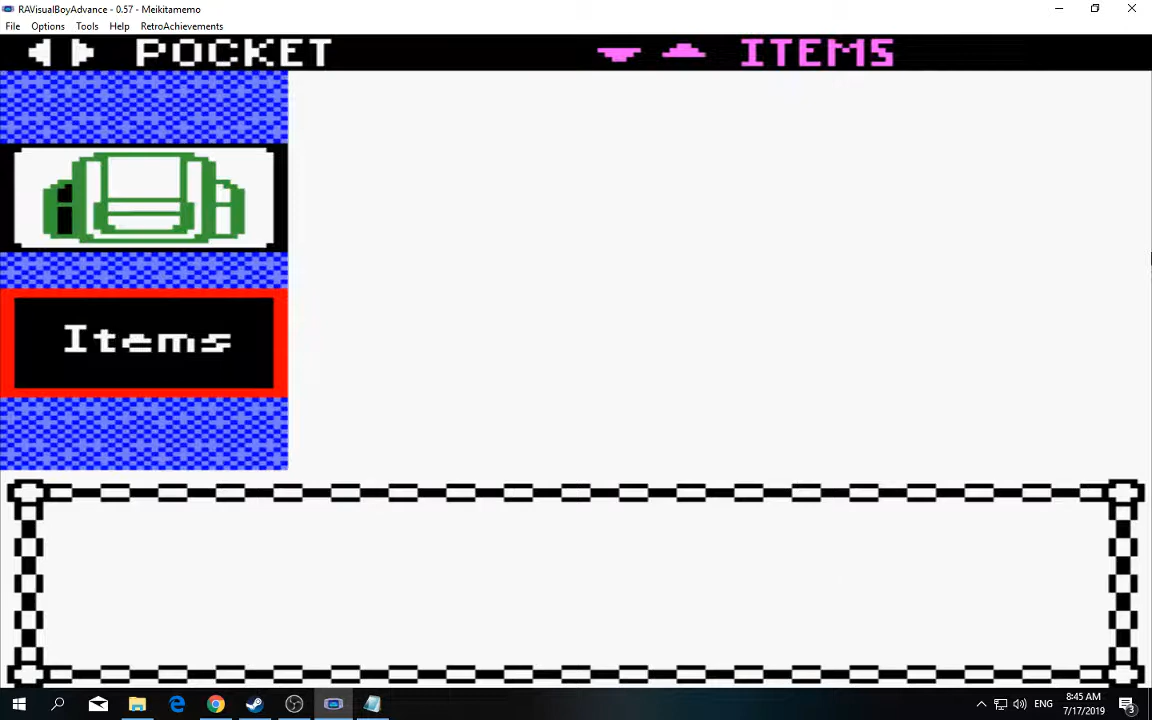 RAVisualBoyAdvance - 0.57 - Meikitamemo
File Options Tools Help RetroAchievements
POCKET ITEMS
Items
ENG
8:45 AM
7/17/2019
3